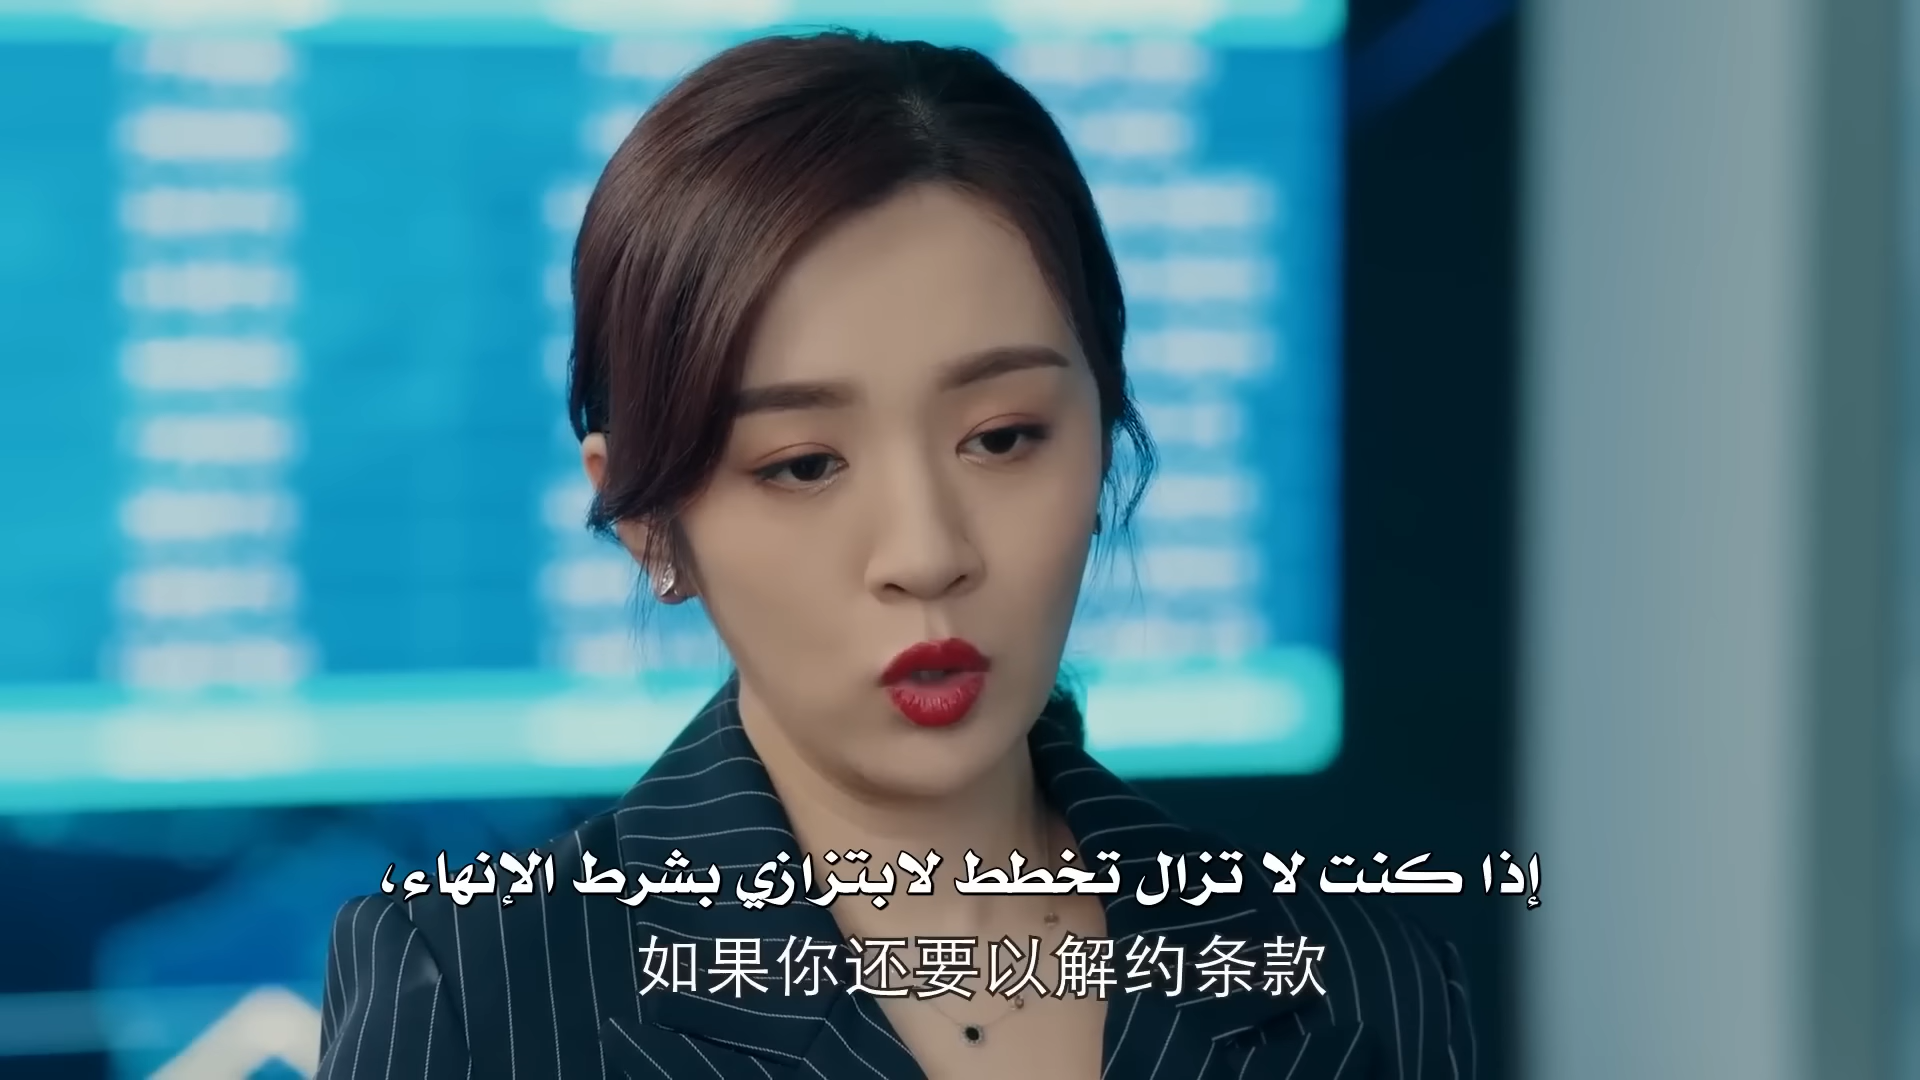 إذا كنت لا تزال تخطط لابتزازي بشرط الإنهاء،
如果你还要以解约条款